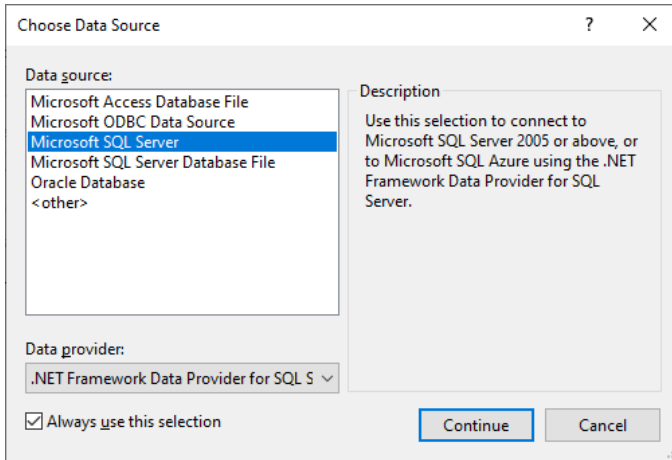 Choose Data Source
? ×
Data source:
Microsoft Access Database File
Microsoft ODBC Data Source
Microsoft SQL Server
Microsoft SQL Server Database File
Oracle Database
<other>
Description
Use this selection to connect to
Microsoft SQL Server 2005 or above, or
to Microsoft SQL Azure using the .NET
Framework Data Provider for SQL
Server.
Data provider:
.NET Framework Data Provider for SQL S
Always use this selection
Continue
Cancel